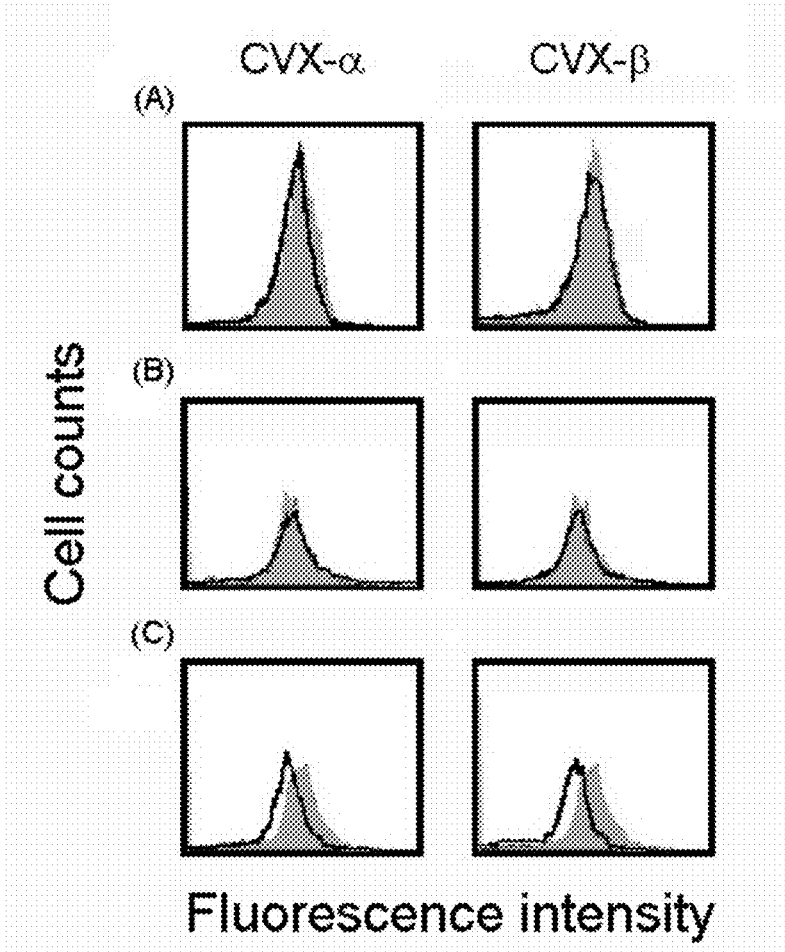 CVX-α CVX-β
(A)
(B)
(C)
Cell counts
Fluorescence intensity